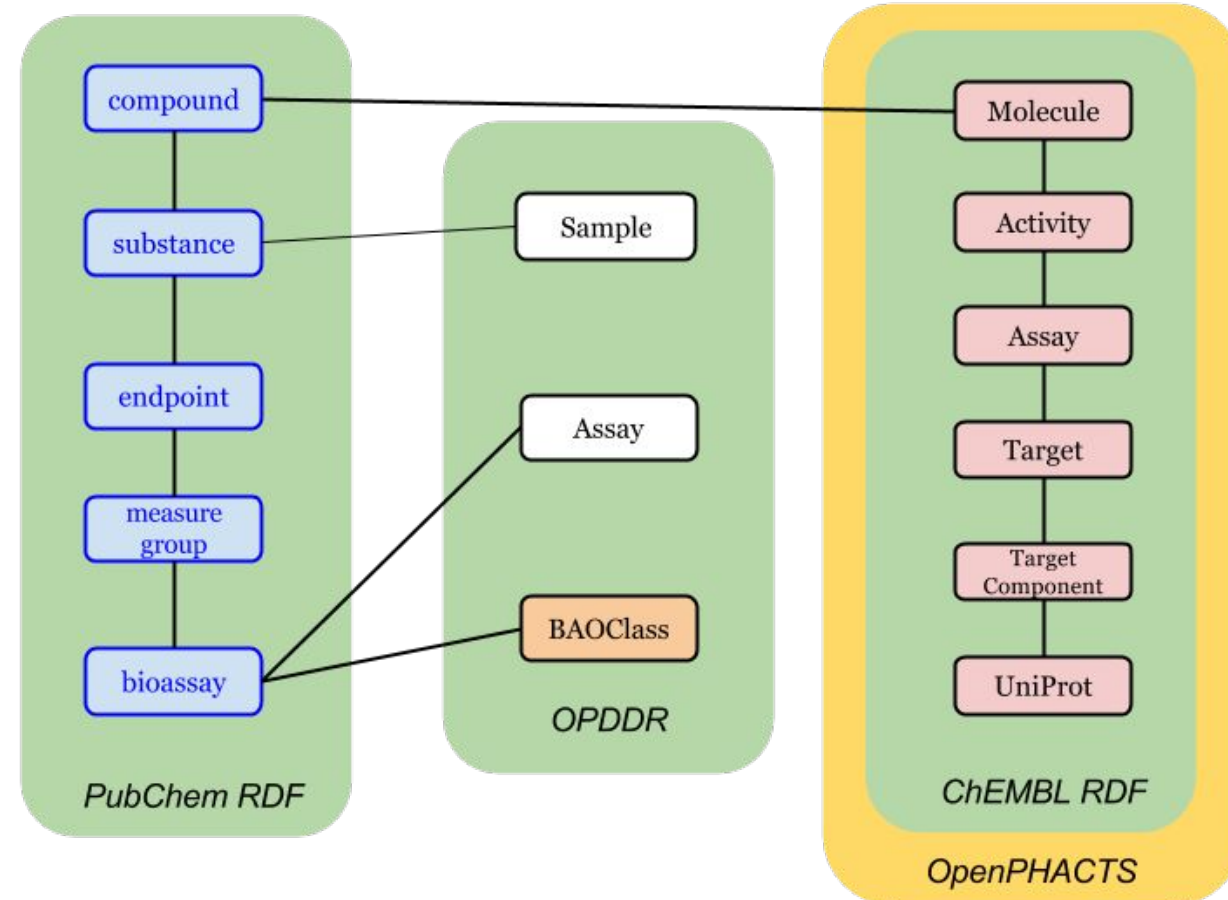 compound
substance
endpoint
measure
group
bioassay
PubChem RDF
Sample
Assay
BAOClass
OPDDR
Molecule
Activity
Assay
Target
Target
Component
UniProt
ChEMBL RDF
OpenPHACTS